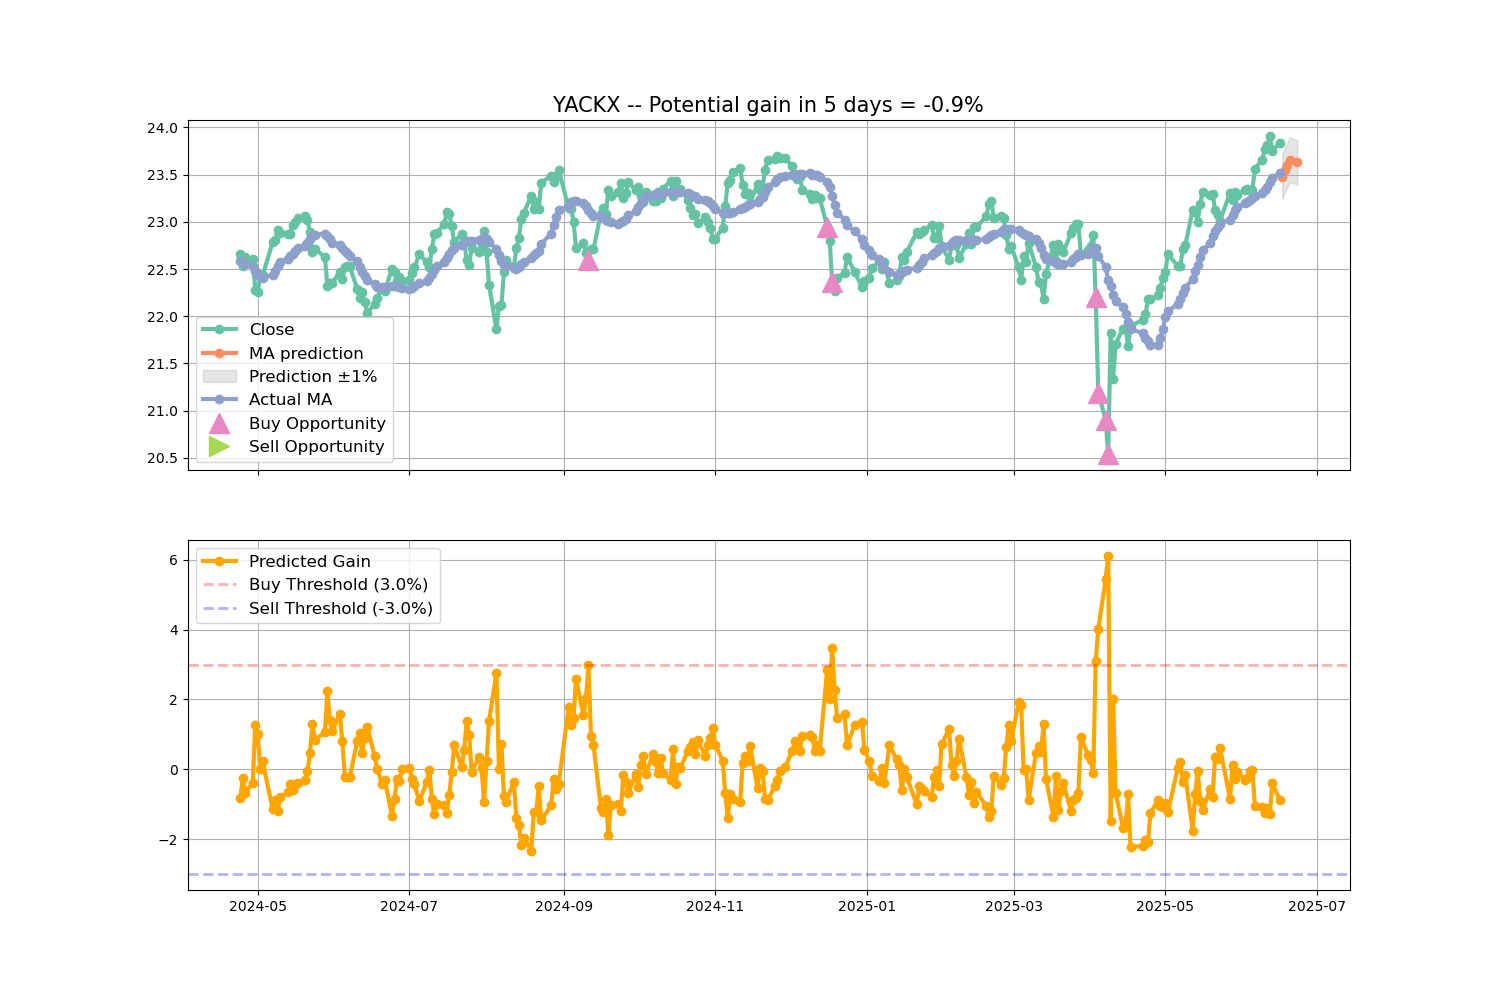 YACKX -- Potential gain in 5 days = -0.9%
24.0
23.5
23.0
22.5
22.0
21.5
21.0
20.5
Close
MA prediction
Prediction ±1%
Actual MA
Buy Opportunity
Sell Opportunity
6
4
2
0
−2
Predicted Gain
Buy Threshold (3.0%)
Sell Threshold (-3.0%)
2024-05
2024-07
2024-09
2024-11
2025-01
2025-03
2025-05
2025-07